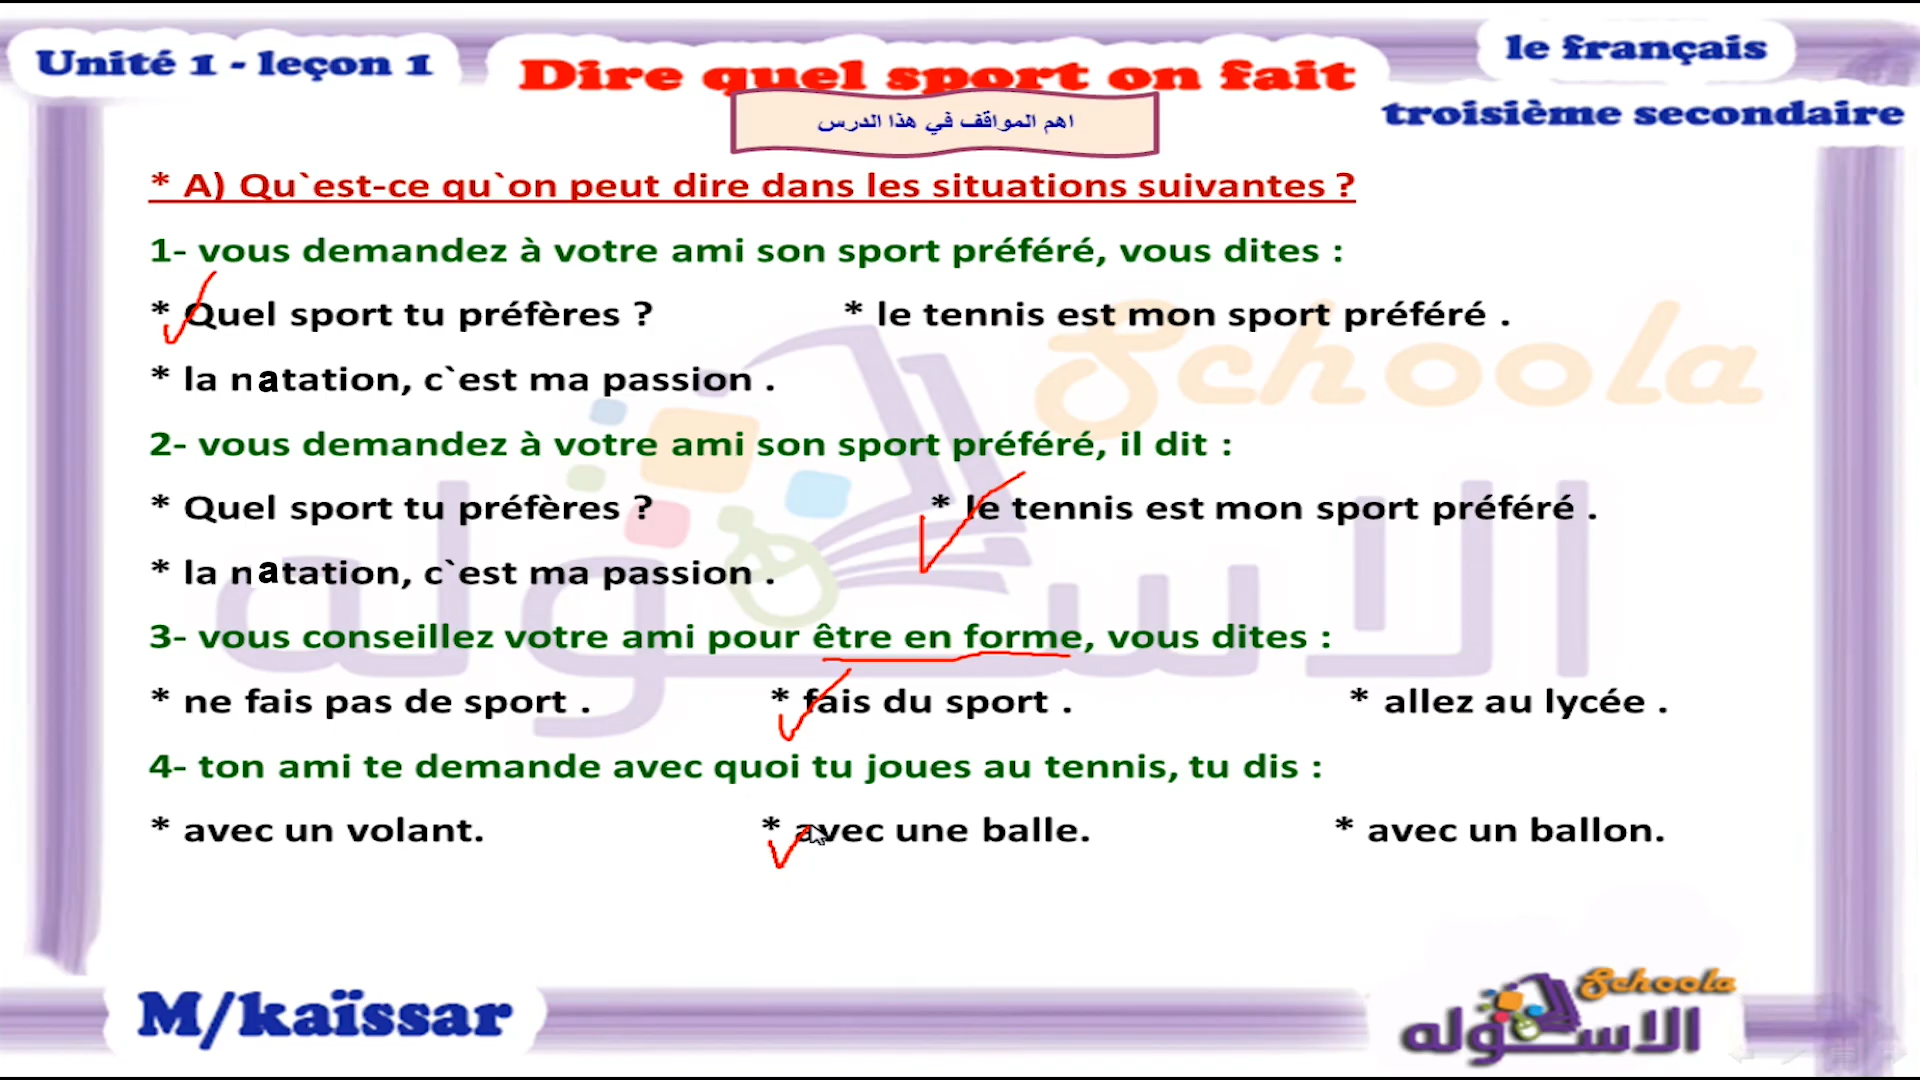 Unité 1 - leçon 1
Dire quel sport on fait
le français
troisième secondaire
اهم المواقف في هذا الدرس
* A) Qu`est-ce qu`on peut dire dans les situations suivantes ?
1- vous demandez à votre ami son sport préféré, vous dites :
* Quel sport tu préfères ? * le tennis est mon sport préféré .
* la natation, c`est ma passion .
2- vous demandez à votre ami son sport préféré, il dit :
* Quel sport tu préfères ? * le tennis est mon sport préféré .
* la natation, c`est ma passion .
3- vous conseillez votre ami pour être en forme, vous dites :
* ne fais pas de sport . * fais du sport . * allez au lycée .
4- ton ami te demande avec quoi tu joues au tennis, tu dis :
* avec un volant. * avec une balle. * avec un ballon.
Schoola
الاسكوله
M/kaïssar
Schoola
الاسكوله